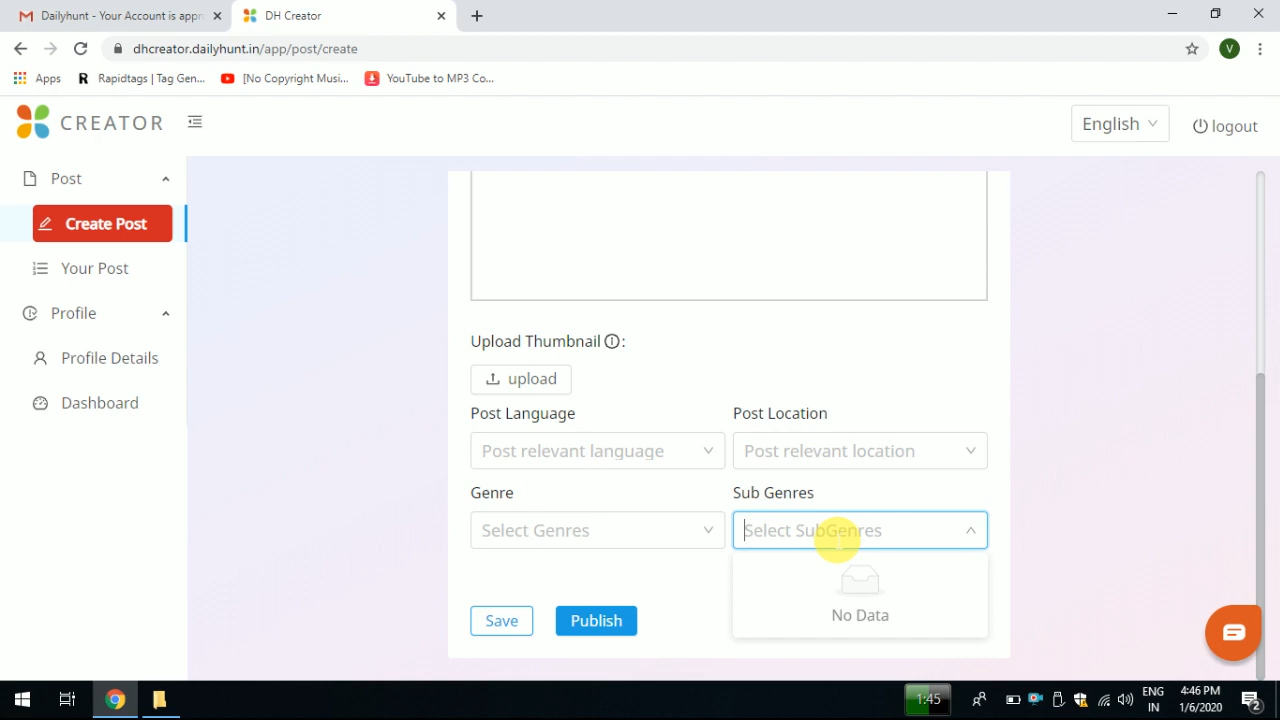 Dailyhunt - Your Account is appr
DH Creator
dhcreator.dailyhunt.in/app/post/create
V
Apps
R Rapidtags | Tag Gen...
[No Copyright Musi...
YouTube to MP3 Co...
CREATOR
English
logout
Post
Create Post
Your Post
Profile
Profile Details
Dashboard
Upload Thumbnail :
upload
Post Language
Post Location
Post relevant language
Post relevant location
Genre
Sub Genres
Select Genres
Select SubGenres
No Data
Save
Publish
1:45
ENG
IN
4:46 PM
1/6/2020
2